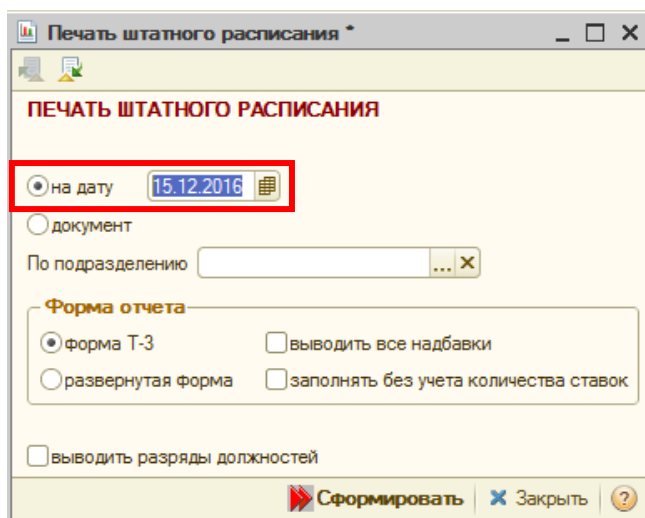 Печать штатного расписания *
ПЕЧАТЬ ШТАТНОГО РАСПИСАНИЯ
на дату 15.12.2016
документ
По подразделению ...
Форма отчета
форма Т-3 выводить все надбавки
развернутая форма заполнять без учета количества ставок
выводить разряды должностей
Сформировать Закрыть ?